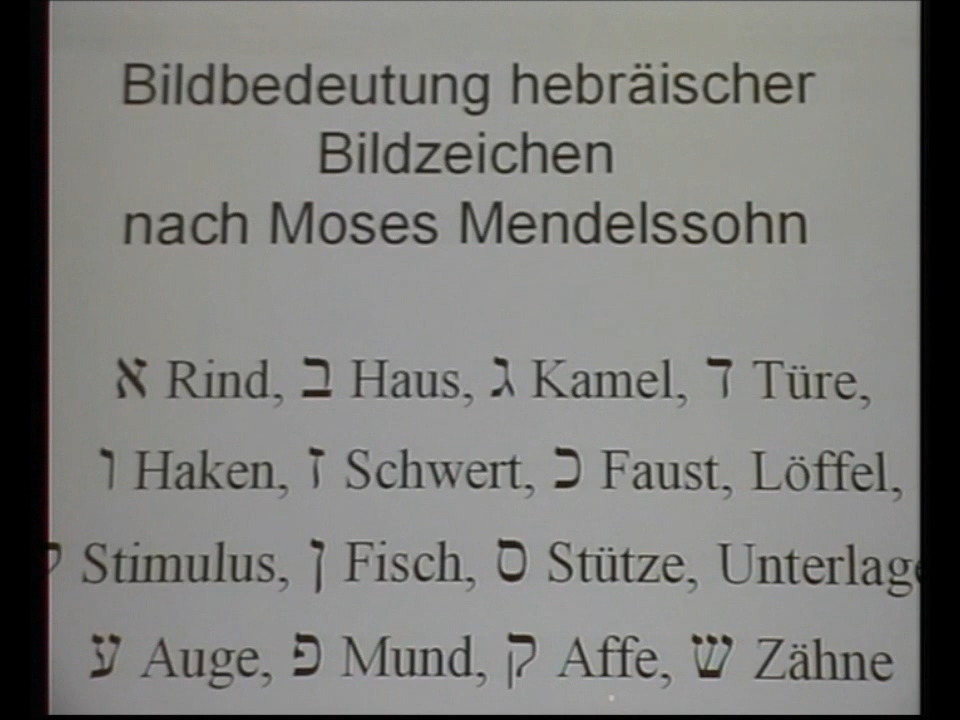 Bildbedeutung hebräischer
Bildzeichen
nach Moses Mendelssohn
א Rind, ב Haus, ג Kamel, ד Türe,
ו Haken, ז Schwert, כ Faust, Löffel,
Stimulus, ן Fisch, ס Stütze, Unterlage
ע Auge, פ Mund, ק Affe, ש Zähne